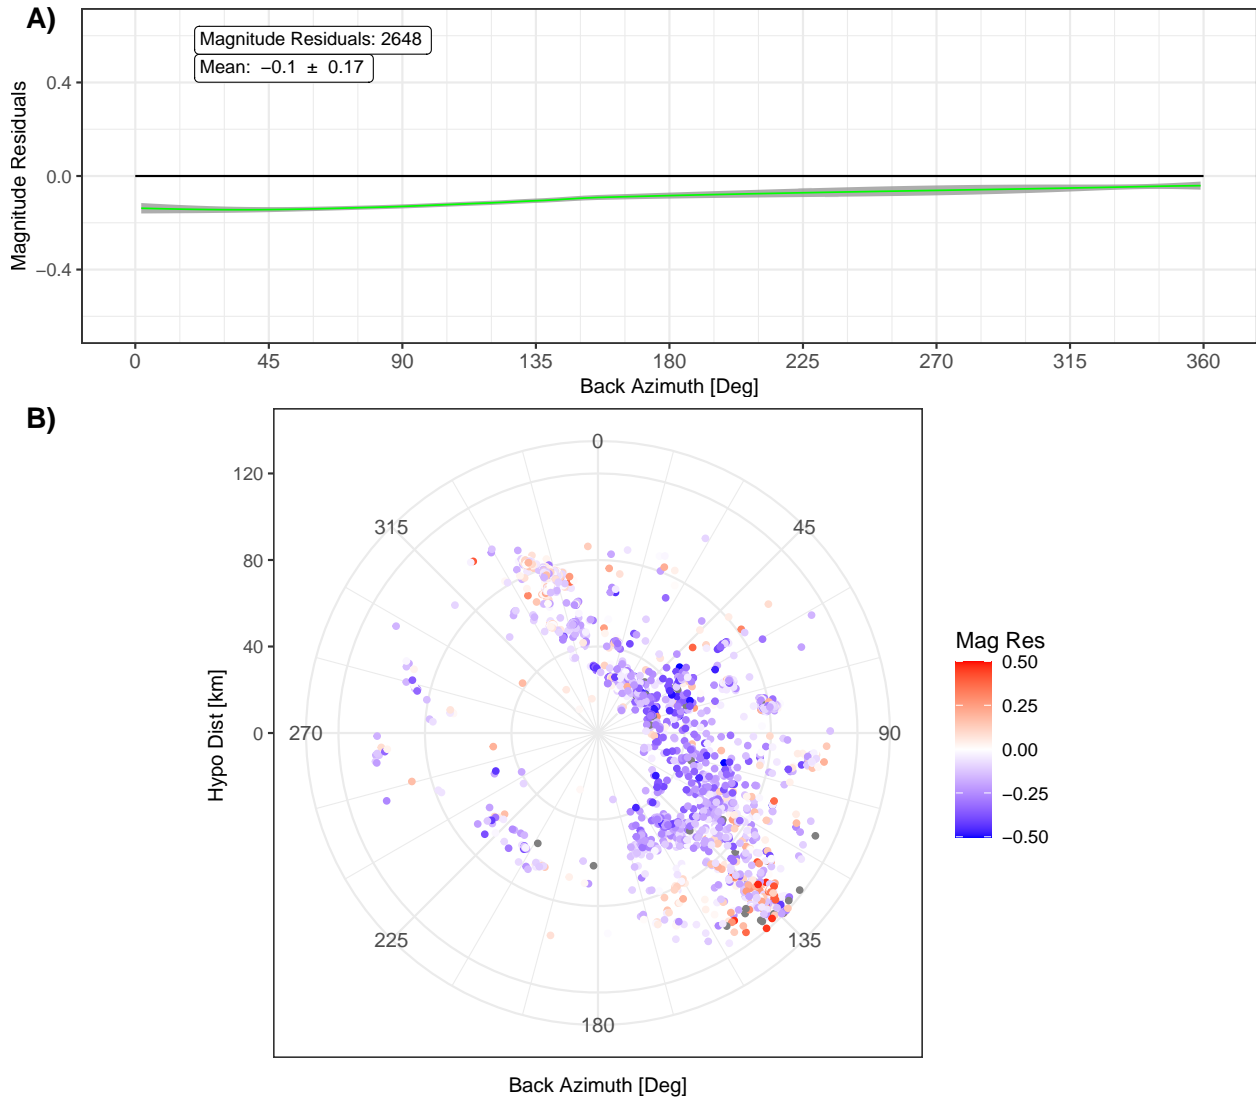 A)
Magnitude Residuals: 2648
Mean: −0.1 ± 0.17
Magnitude Residuals
0.4
0.0
−0.4
0 45 90 135 180 225 270 315 360
Back Azimuth [Deg]
B)
Hypo Dist [km]
120
80
40
0
0
45
90
135
180
225
270
315
Back Azimuth [Deg]
Mag Res
0.50
0.25
0.00
−0.25
−0.50